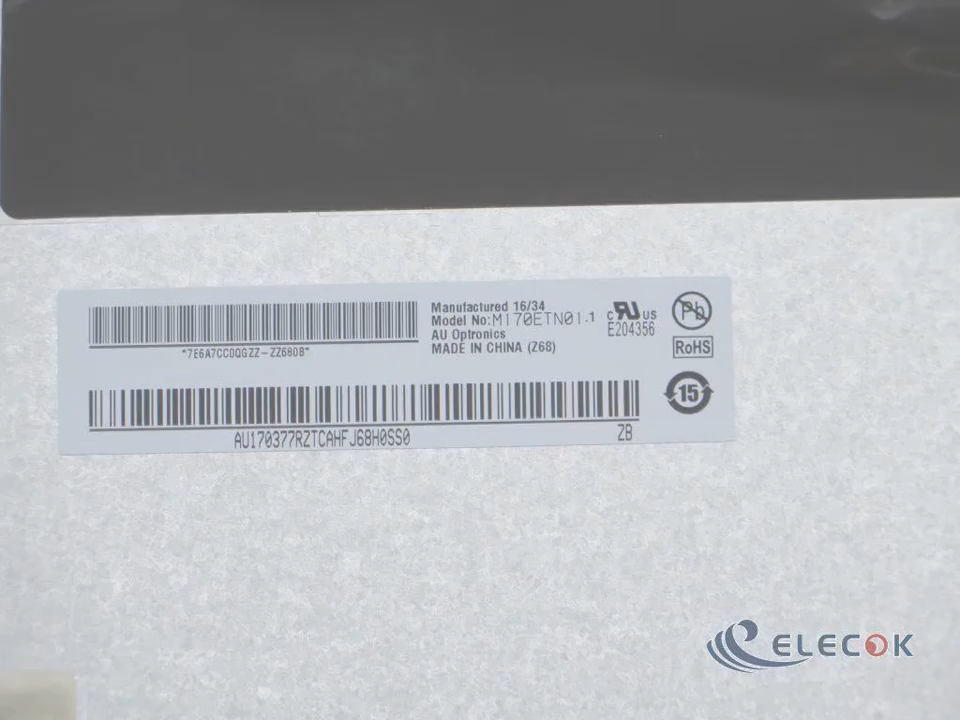 Manufactured 16/34
Model No:M170ETN01.1
AU Optronics
MADE IN CHINA (Z68)
*7E6A7CC0QGZZ-ZZ680B*
c RU US
E204356
Pb
RoHS
15
AU170377RZTCAHFJ68H0SS0
ZB
ELECOK